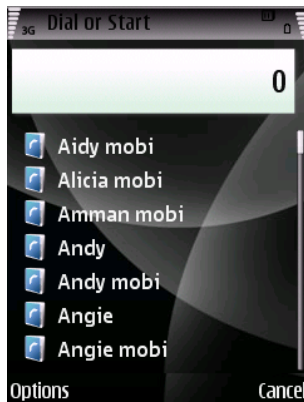 3G Dial or Start
0
Aidy mobi
Alicia mobi
Amman mobi
Andy
Andy mobi
Angie
Angie mobi
Options Cancel